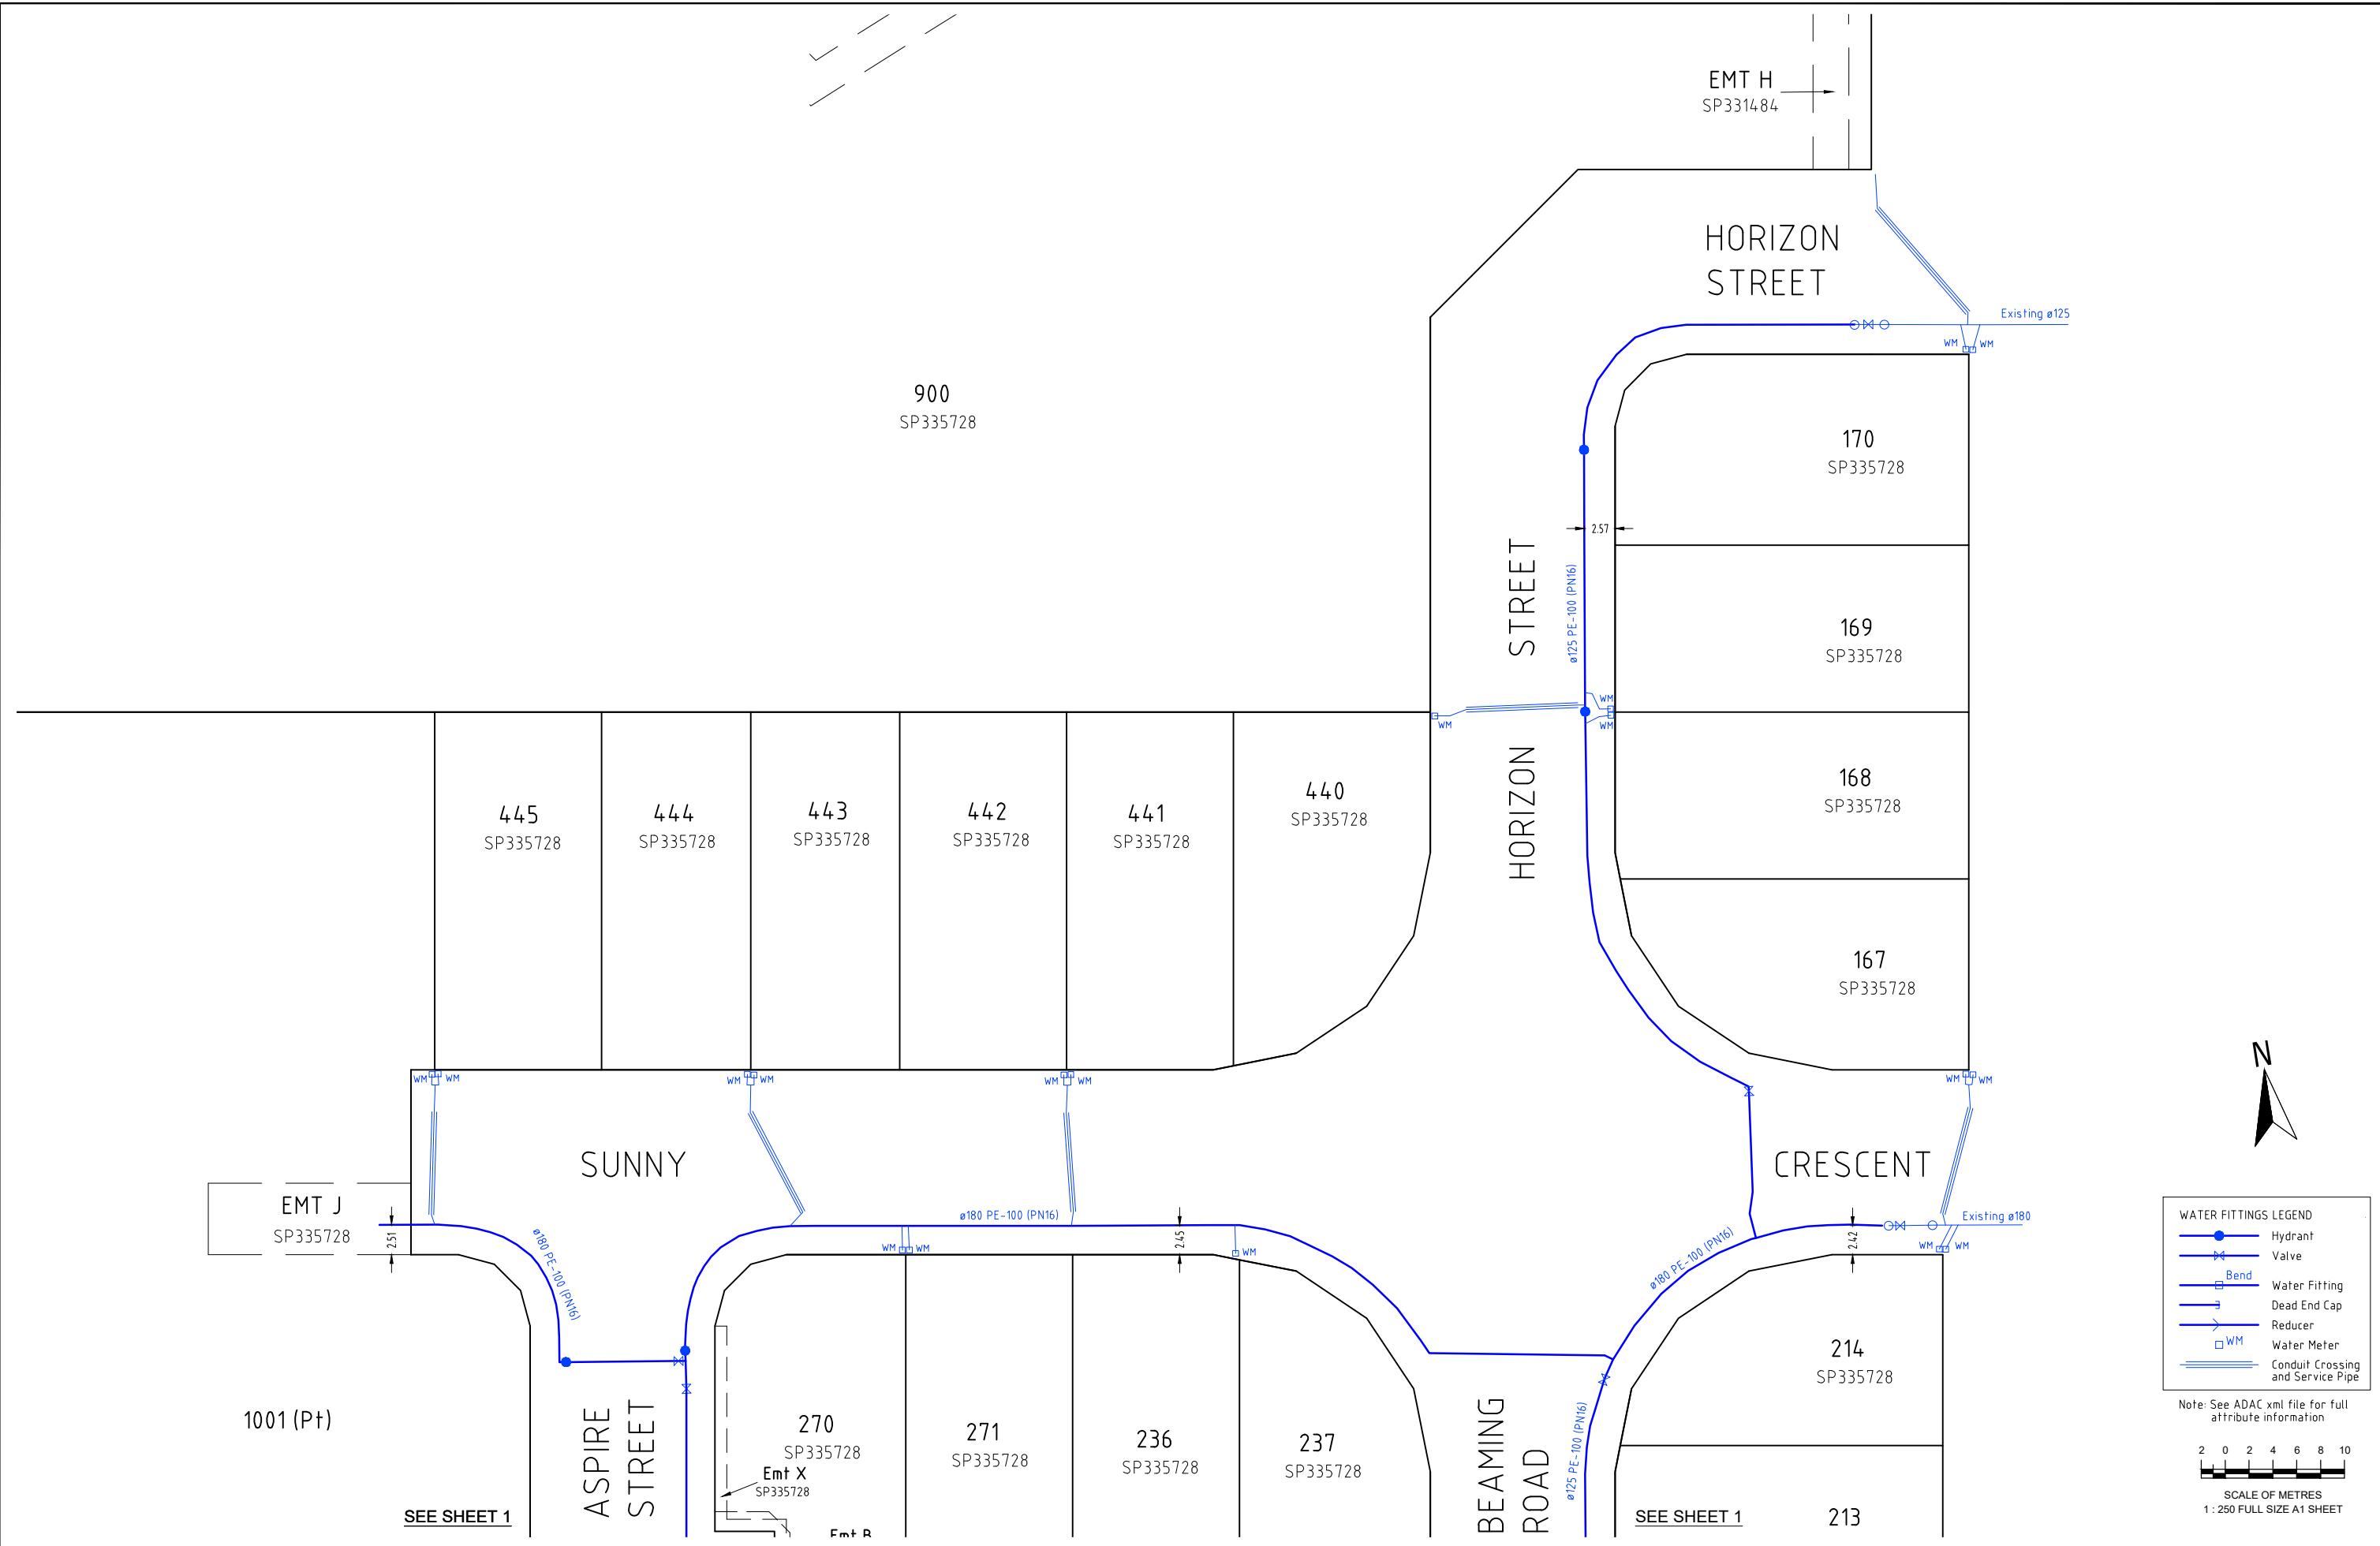 EMT H
SP331484
HORIZON
STREET
Existing ø125
WM
WM
900
SP335728
170
SP335728
2.57
STREET
ø125 PE-100 (PN16)
169
SP335728
WM
WM
WM
HORIZON
168
SP335728
445
SP335728
444
SP335728
443
SP335728
442
SP335728
441
SP335728
440
SP335728
167
SP335728
N
WM
WM
WM
WM
WM
WM
WM
WM
SUNNY
CRESCENT
EMT J
SP335728
2.51
ø180 PE-100 (PN16)
ø180 PE-100 (PN16)
WM
WM
2.45
WM
ø180 PE-100 (PN16)
2.42
Existing ø180
WM
WM
WATER FITTINGS LEGEND
Hydrant
Valve
Bend
Water Fitting
Dead End Cap
Reducer
WM
Water Meter
Conduit Crossing
and Service Pipe
Note: See ADAC xml file for full
attribute information
2 0 2 4 6 8 10
SCALE OF METRES
1 : 250 FULL SIZE A1 SHEET
1001 (Pt)
SEE SHEET 1
ASPIRE
STREET
270
SP335728
Emt X
SP335728
Emt B
271
SP335728
236
SP335728
237
SP335728
BEAMING
ROAD
ø125 PE-100 (PN16)
214
SP335728
SEE SHEET 1
213